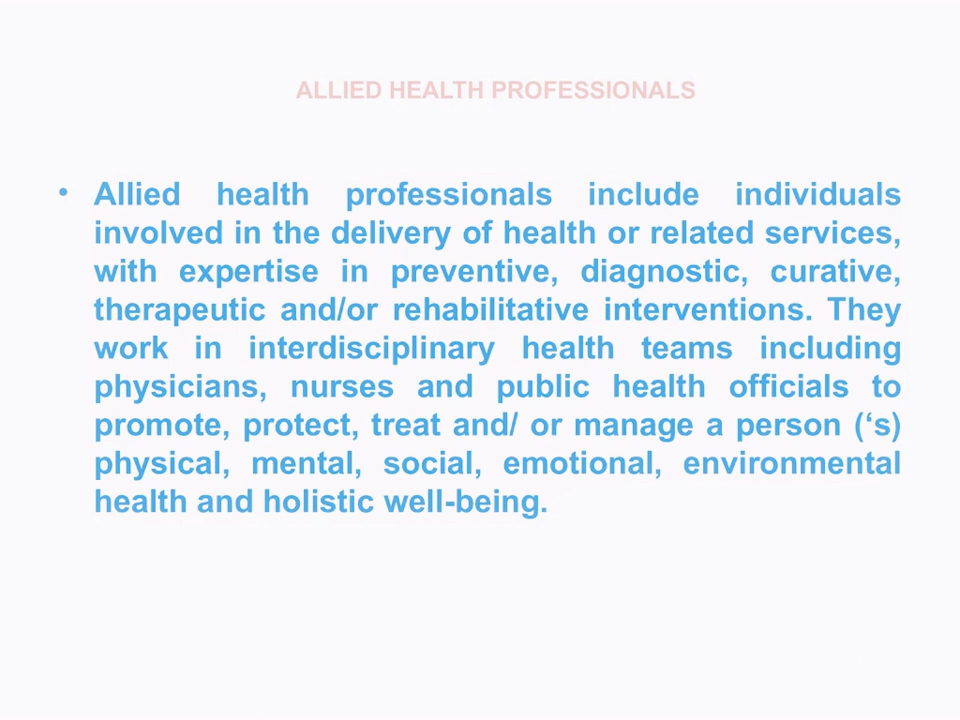 ALLIED HEALTH PROFESSIONALS
• Allied health professionals include individuals
involved in the delivery of health or related services,
with expertise in preventive, diagnostic, curative,
therapeutic and/or rehabilitative interventions. They
work in interdisciplinary health teams including
physicians, nurses and public health officials to
promote, protect, treat and/ or manage a person (‘s)
physical, mental, social, emotional, environmental
health and holistic well-being.